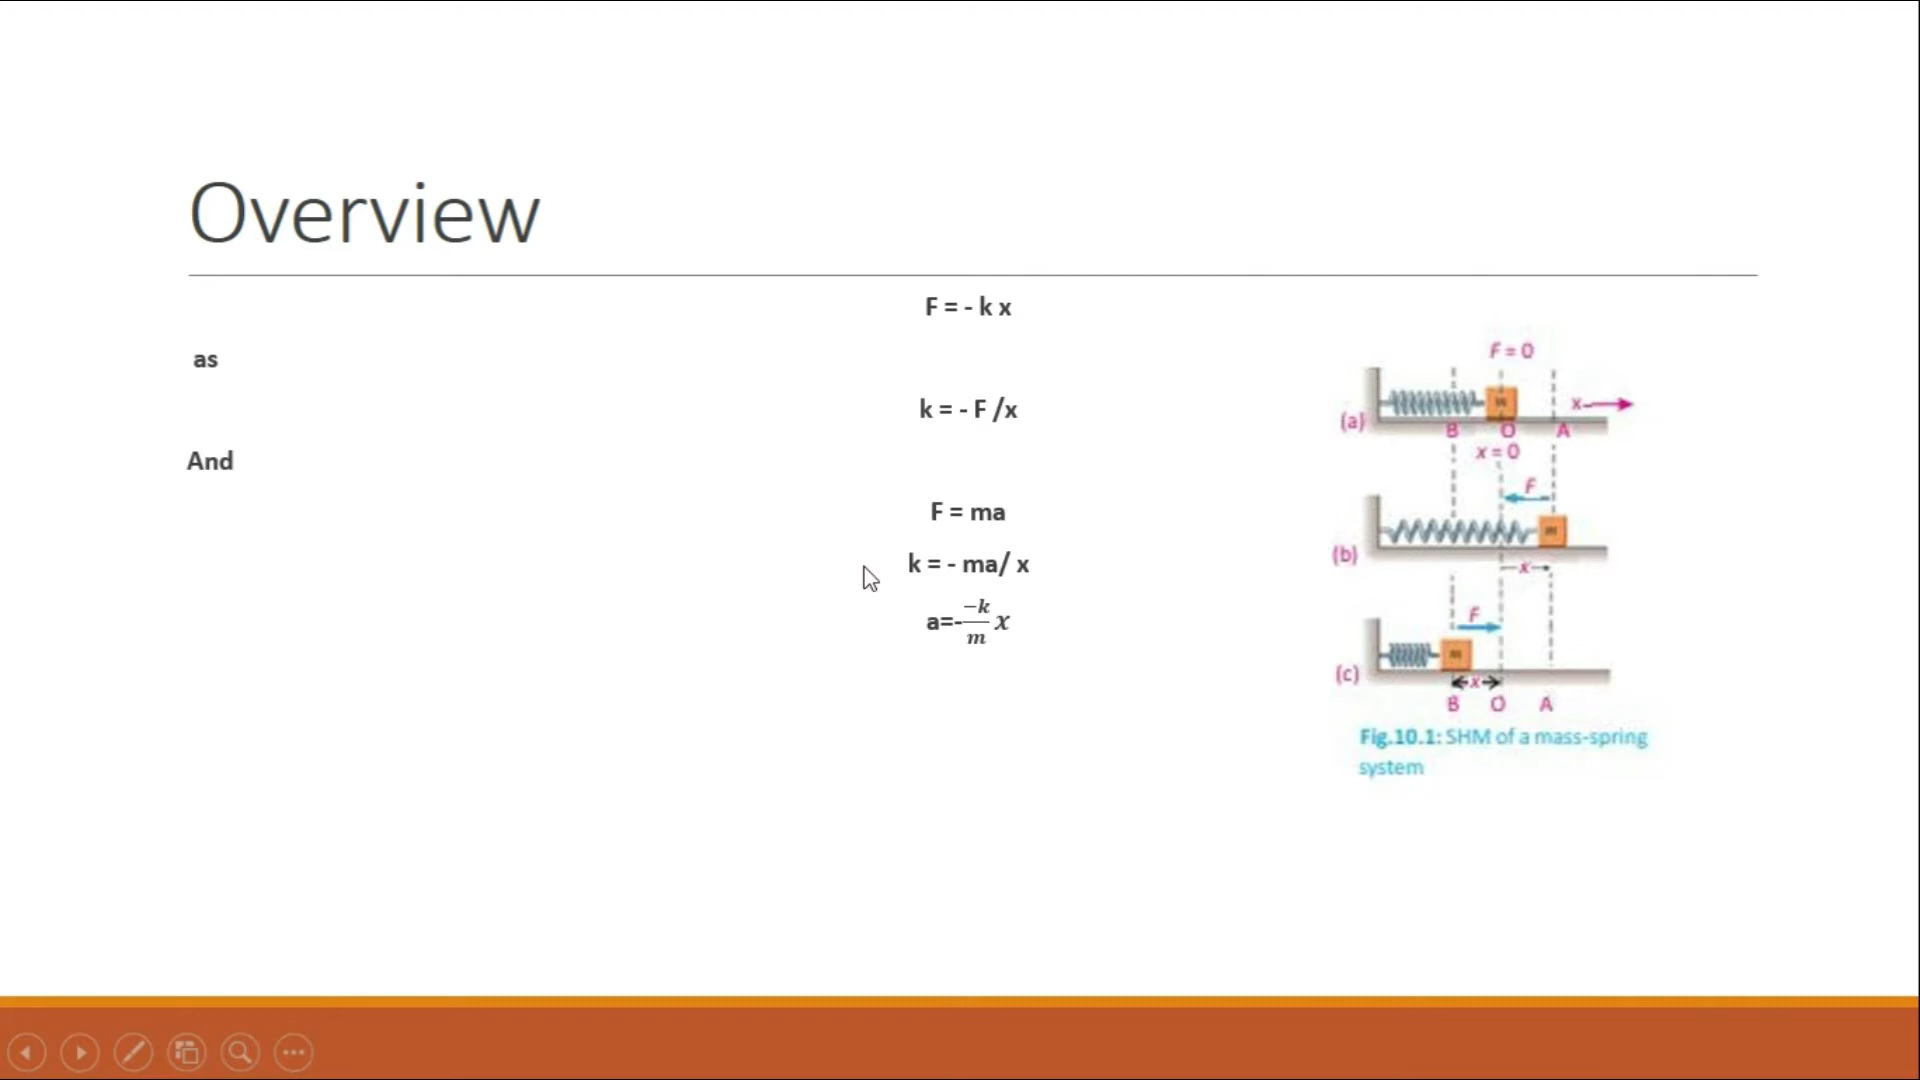 Overview
F = - k x
as
k = - F /x
And
F = ma
k = - ma/ x
a=-\frac{-k}{m} x
F = 0
x
(a)
B O A
x = 0
F
m
(b)
x
F
m
(c)
x
B O A
Fig.10.1: SHM of a mass-spring
system